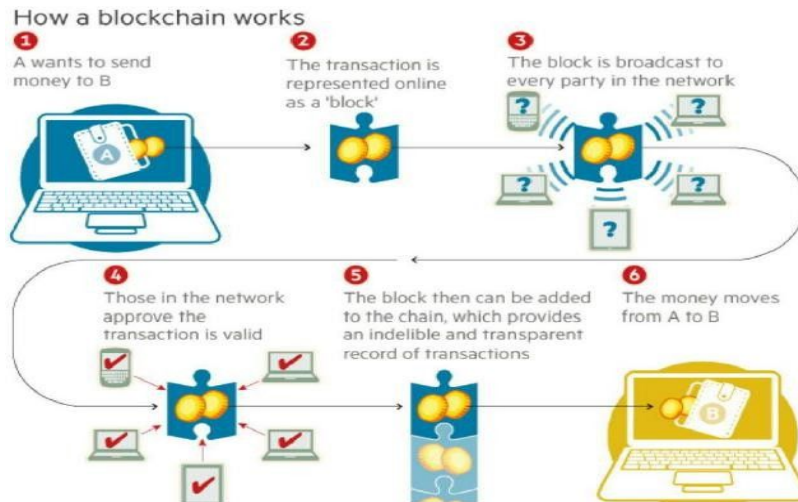 How a blockchain works
1
A wants to send
money to B
A
2
The transaction is
represented online
as a 'block'
3
The block is broadcast to
every party in the network
?
?
?
?
?
4
Those in the network
approve the
transaction is valid
5
The block then can be added
to the chain, which provides
an indelible and transparent
record of transactions
6
The money moves
from A to B
B